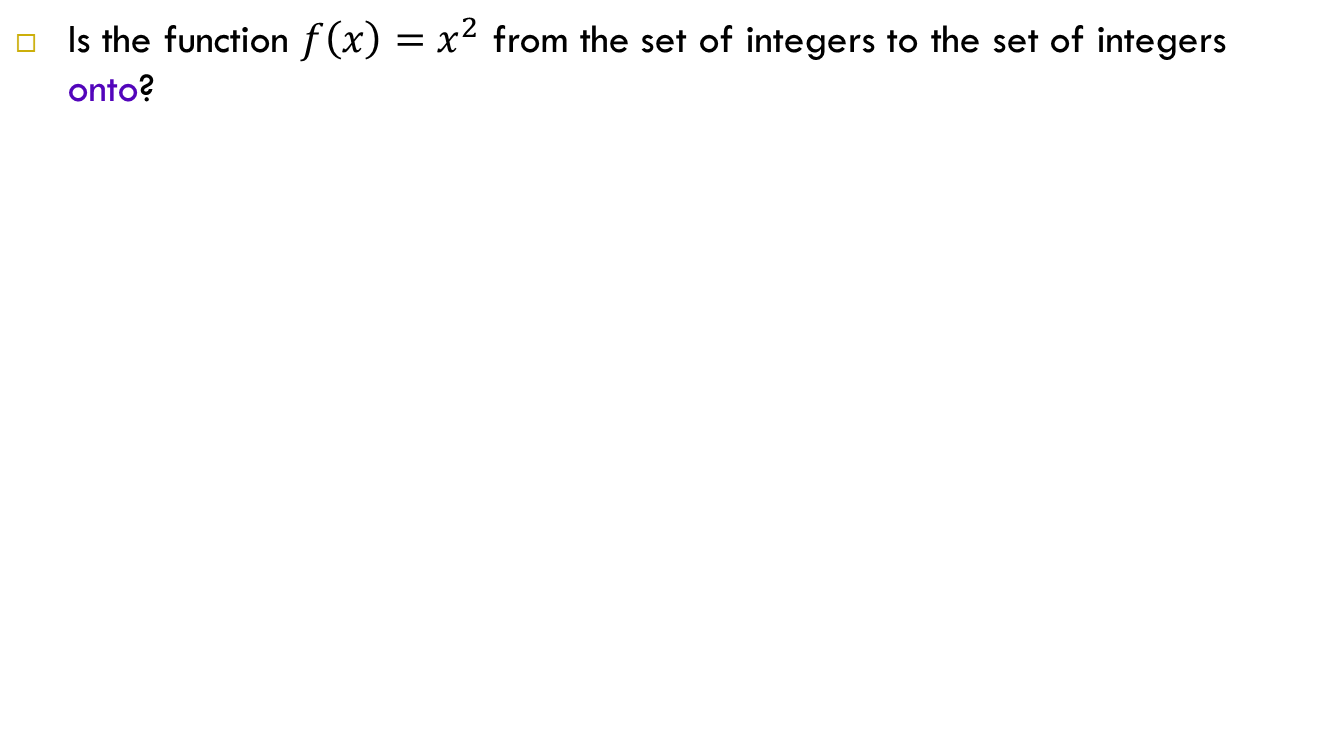 Is the function 𝑓(𝑥) = 𝑥² from the set of integers to the set of integers
onto?